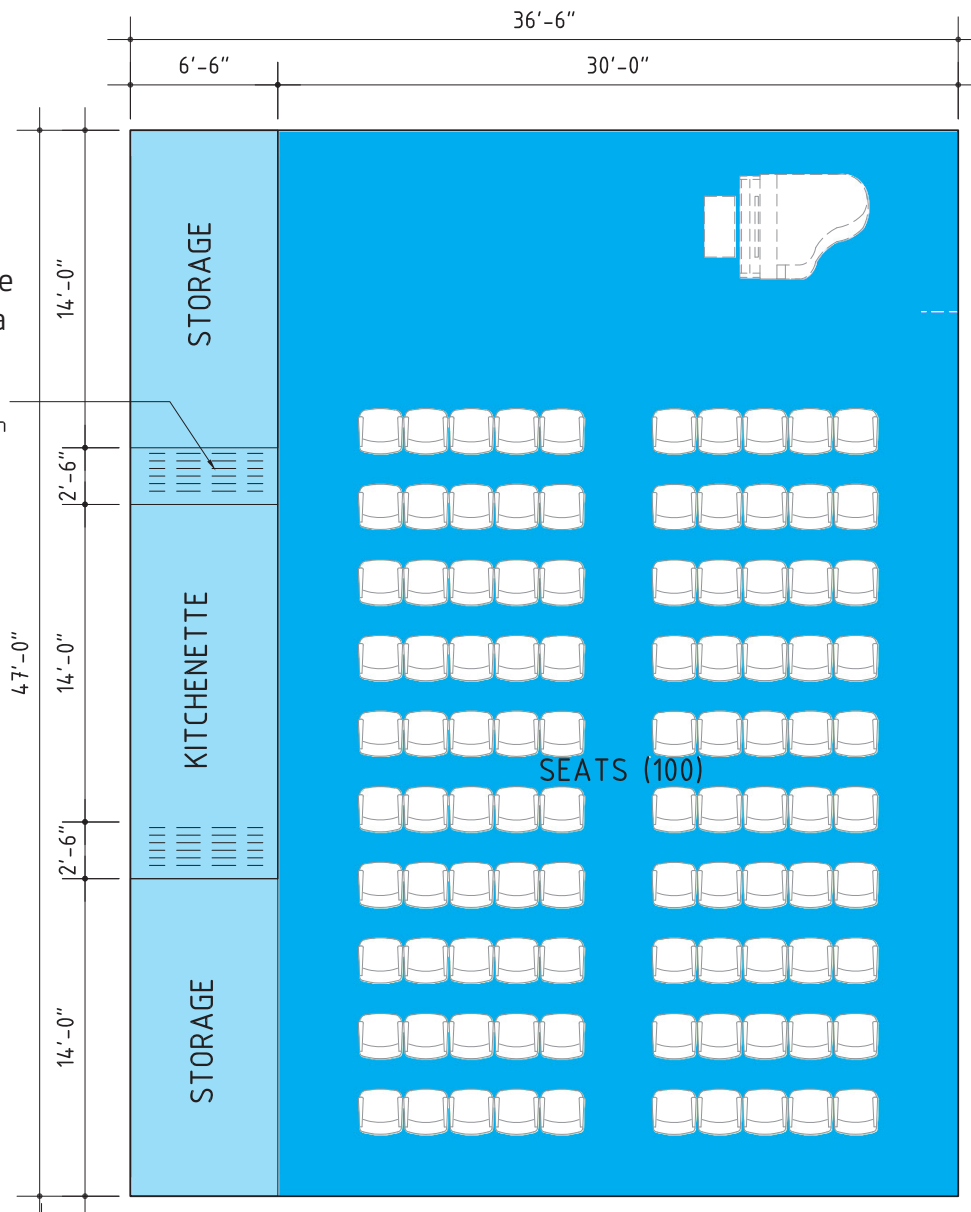 36'-6"
6'-6"
30'-0"
STORAGE
14'-0"
e
a
2'-6"
KITCHENETTE
14'-0"
47'-0"
SEATS (100)
2'-6"
STORAGE
14'-0"